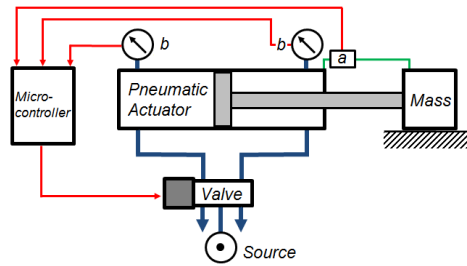 b
b
a
Micro-
controller
Pneumatic
Actuator
Mass
Valve
Source